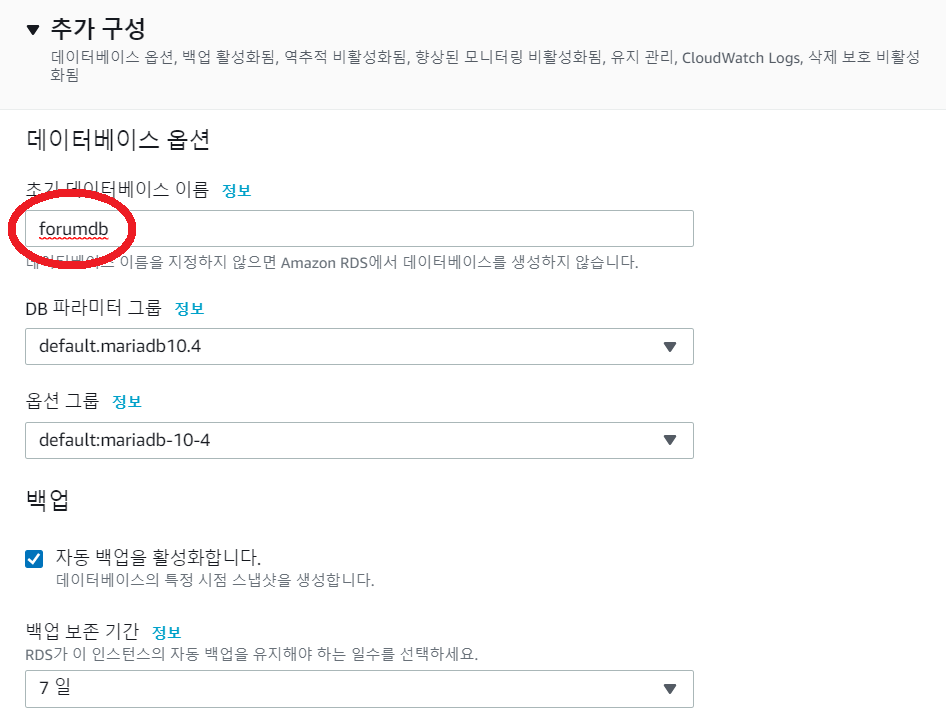 추가 구성
데이터베이스 옵션, 백업 활성화됨, 역추적 비활성화됨, 향상된 모니터링 비활성화됨, 유지 관리, CloudWatch Logs, 삭제 보호 비활성
화됨
데이터베이스 옵션
초기 데이터베이스 이름 정보
forumdb
데이터베이스 이름을 지정하지 않으면 Amazon RDS에서 데이터베이스를 생성하지 않습니다.
DB 파라미터 그룹 정보
default.mariadb10.4
옵션 그룹 정보
default:mariadb-10-4
백업
자동 백업을 활성화합니다.
데이터베이스의 특정 시점 스냅샷을 생성합니다.
백업 보존 기간 정보
RDS가 이 인스턴스의 자동 백업을 유지해야 하는 일수를 선택하세요.
7 일